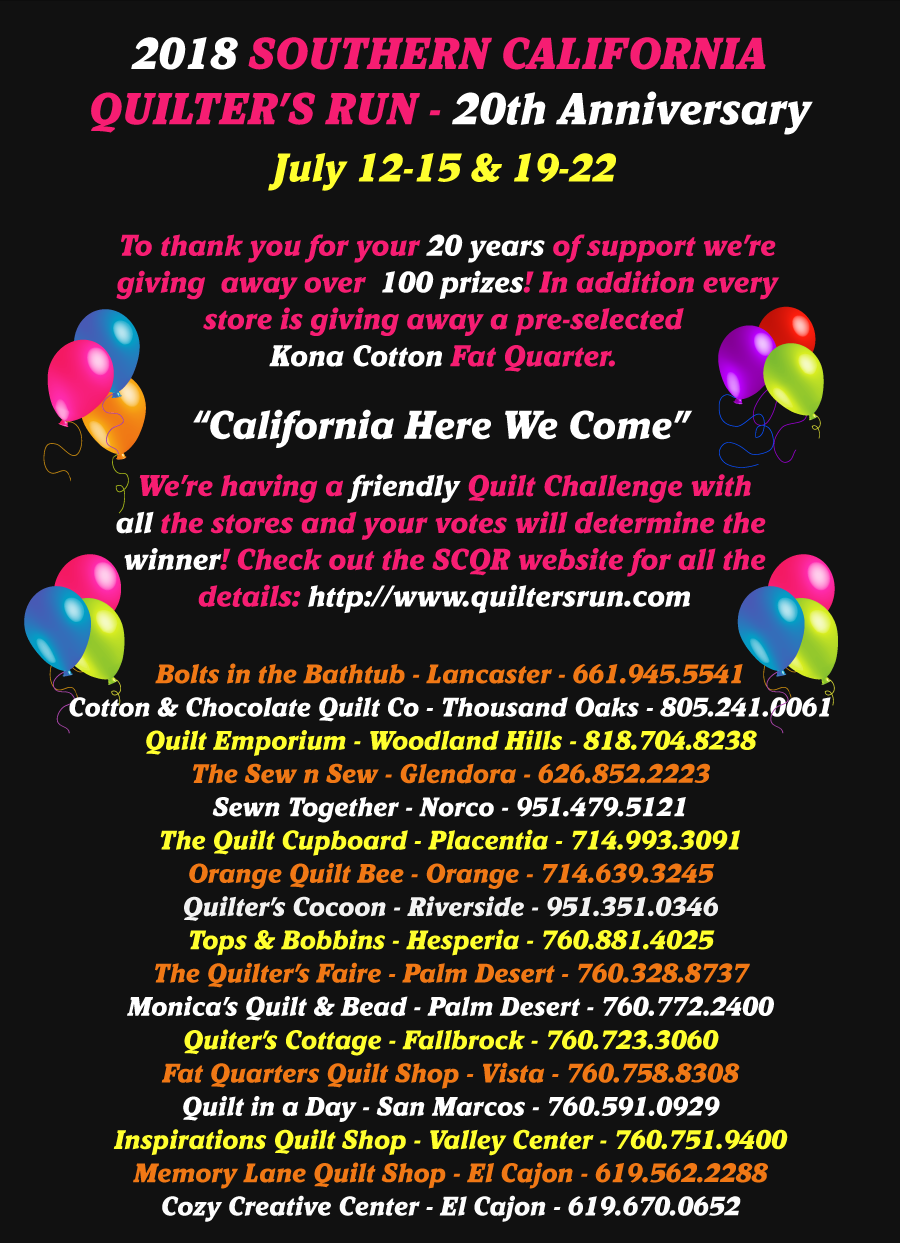 2018 SOUTHERN CALIFORNIA
QUILTER'S RUN - 20th Anniversary
July 12-15 & 19-22
To thank you for your 20 years of support we're
giving away over 100 prizes! In addition every
store is giving away a pre-selected
Kona Cotton Fat Quarter.
"California Here We Come"
We're having a friendly Quilt Challenge with
all the stores and your votes will determine the
winner! Check out the SCQR website for all the
details: http://www.quiltersrun.com
Bolts in the Bathtub - Lancaster - 661.945.5541
Cotton & Chocolate Quilt Co - Thousand Oaks - 805.241.0061
Quilt Emporium - Woodland Hills - 818.704.8238
The Sew n Sew - Glendora - 626.852.2223
Sewn Together - Norco - 951.479.5121
The Quilt Cupboard - Placentia - 714.993.3091
Orange Quilt Bee - Orange - 714.639.3245
Quilter's Cocoon - Riverside - 951.351.0346
Tops & Bobbins - Hesperia - 760.881.4025
The Quilter's Faire - Palm Desert - 760.328.8737
Monica's Quilt & Bead - Palm Desert - 760.772.2400
Quiter's Cottage - Fallbrock - 760.723.3060
Fat Quarters Quilt Shop - Vista - 760.758.8308
Quilt in a Day - San Marcos - 760.591.0929
Inspirations Quilt Shop - Valley Center - 760.751.9400
Memory Lane Quilt Shop - El Cajon - 619.562.2288
Cozy Creative Center - El Cajon - 619.670.0652